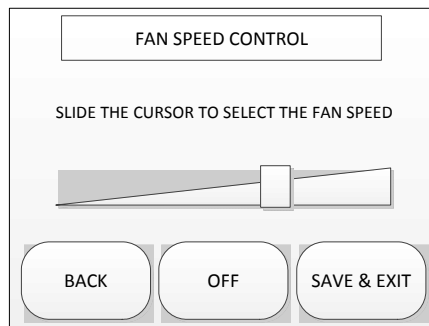 FAN SPEED CONTROL
SLIDE THE CURSOR TO SELECT THE FAN SPEED
BACK
OFF
SAVE & EXIT